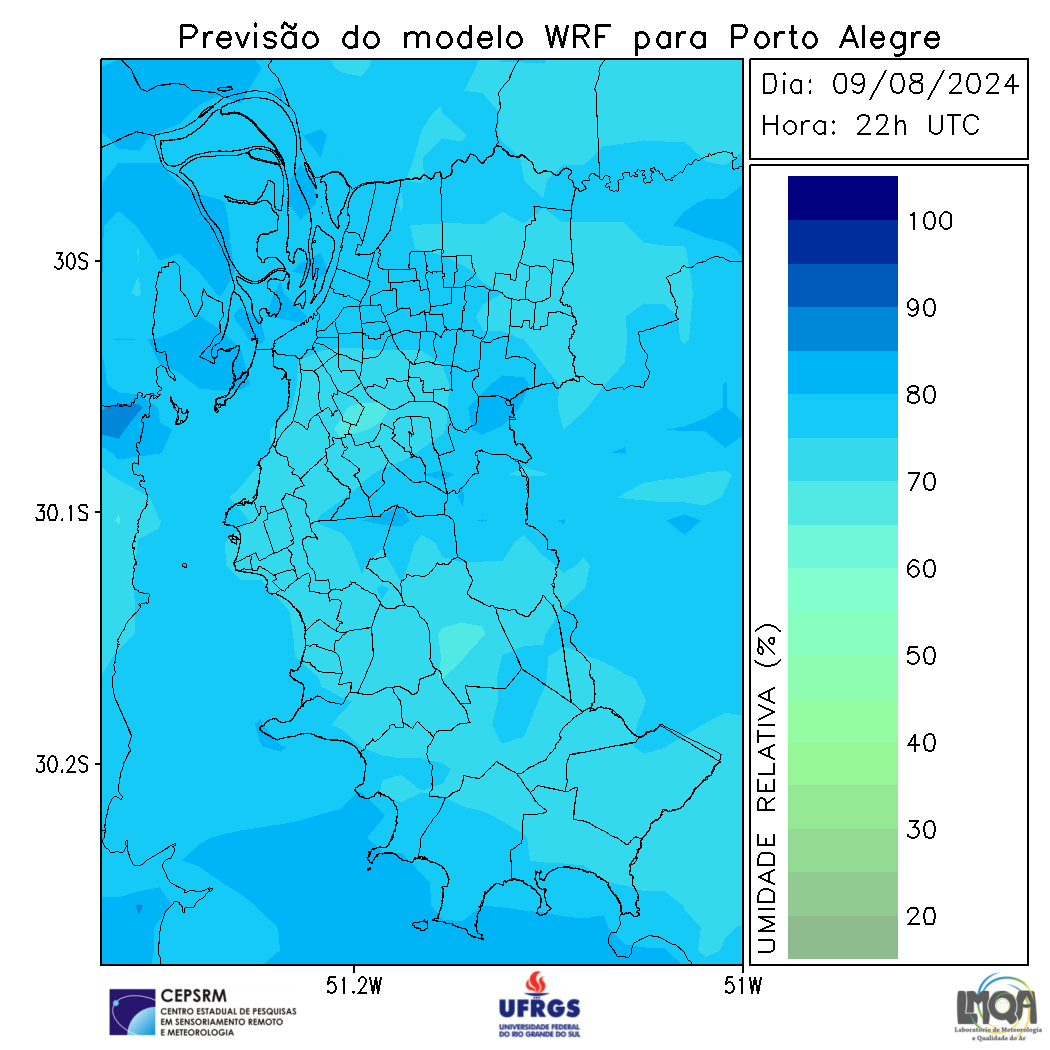 Previsão do modelo WRF para Porto Alegre
Dia: 09/08/2024
Hora: 22h UTC
100
90
80
70
60
50
40
30
20
UMIDADE RELATIVA (%)
30S
30.1S
30.2S
51.2W
51W
CEPSRM
CENTRO ESTADUAL DE PESQUISAS
EM SENSORIAMENTO REMOTO
E METEOROLOGIA
UFRGS
UNIVERSIDADE FEDERAL
DO RIO GRANDE DO SUL
LMQA
Laboratório de Meteorologia
e Qualidade do Ar